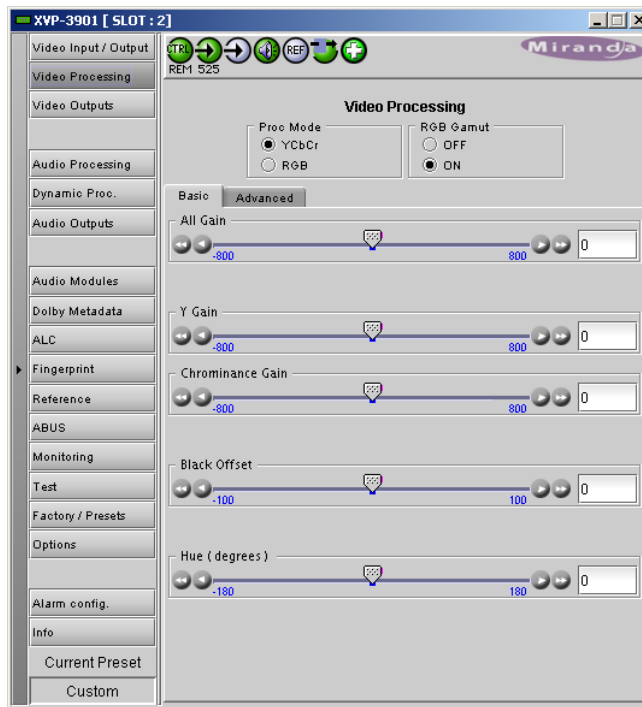 XVP-3901 [ SLOT : 2]
Video Input / Output
Video Processing
Video Outputs
Audio Processing
Dynamic Proc.
Audio Outputs
Audio Modules
Dolby Metadata
ALC
Fingerprint
Reference
ABUS
Monitoring
Test
Factory / Presets
Options
Alarm config.
Info
Current Preset
Custom
CTRL
REF
REM 525
Miranda
Video Processing
Proc Mode
YCbCr
RGB
RGB Gamut
OFF
ON
Basic
Advanced
All Gain
-800 800 0
Y Gain
-800 800 0
Chrominance Gain
-800 800 0
Black Offset
-100 100 0
Hue ( degrees )
-180 180 0